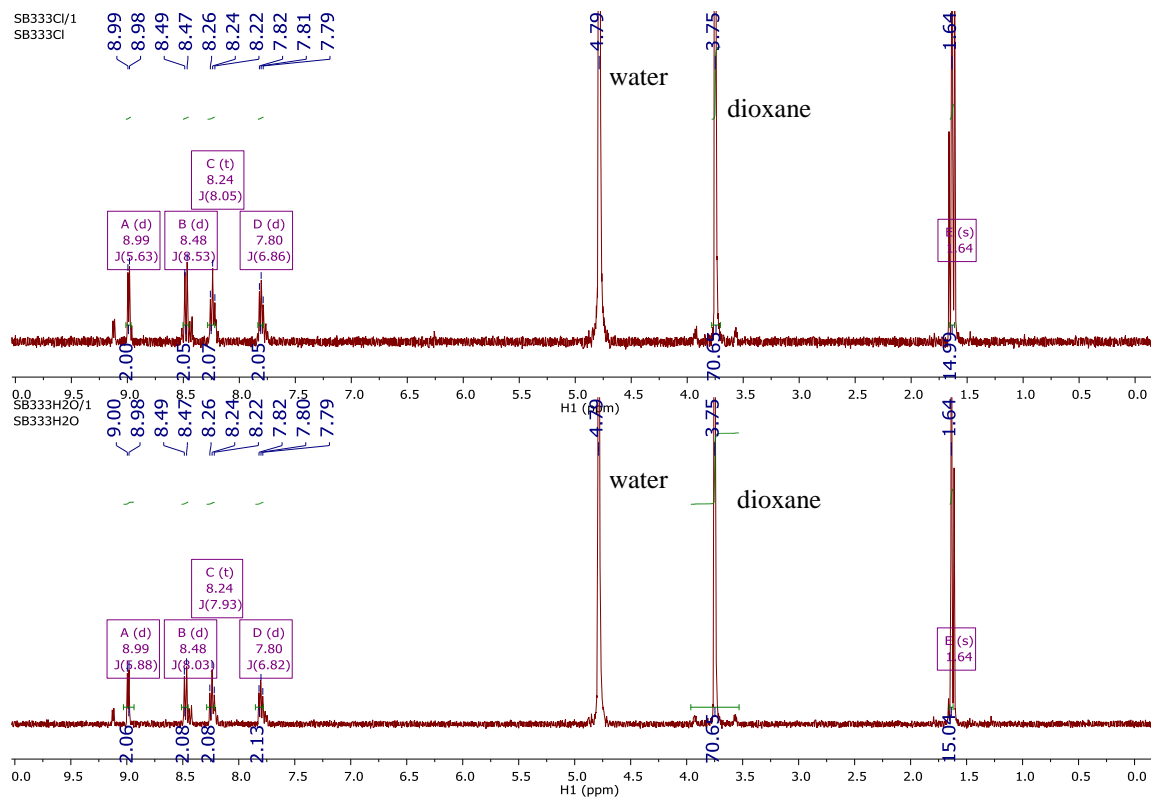 SB333Cl/1
SB333Cl
8.99
8.98
8.49
8.47
8.26
8.24
8.22
7.82
7.81
7.79
4.79
3.75
1.64
water
dioxane
C (t)
8.24
J(8.05)
A (d)
8.99
J(5.63)
B (d)
8.48
J(8.53)
D (d)
7.80
J(6.86)
(s)
1.64
2.00
2.05
2.07
2.05
70.65
14.99
0.0 9.5 9.0 8.5 8.0 7.5 7.0 6.5 6.0 5.5 5.0 4.5 4.0 3.5 3.0 2.5 2.0 1.5 1.0 0.5 0.0
H1 (ppm)
SB333H2O/1
SB333H2O
9.00
8.98
8.49
8.47
8.26
8.24
8.22
7.82
7.80
7.79
4.79
3.75
1.64
water
dioxane
C (t)
8.24
J(7.93)
A (d)
8.99
J(5.88)
B (d)
8.48
J(8.03)
D (d)
7.80
J(6.82)
E (s)
1.64
2.06
2.08
2.08
2.13
70.65
15.04
0.0 9.5 9.0 8.5 8.0 7.5 7.0 6.5 6.0 5.5 5.0 4.5 4.0 3.5 3.0 2.5 2.0 1.5 1.0 0.5 0.0
H1 (ppm)